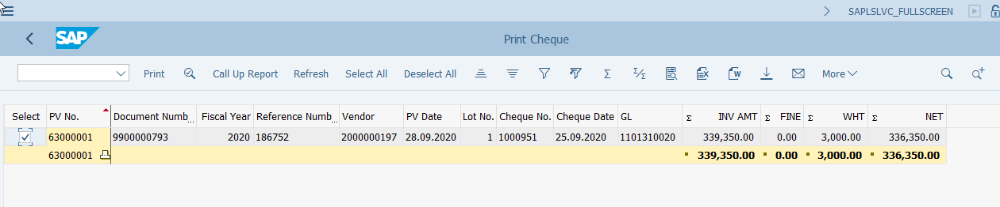 SAPLSLVC_FULLSCREEN
SAP
Print Cheque
Print Call Up Report Refresh Select All Deselect All Σ Σ/Σ X W More
Select PV No. Document Numb... Fiscal Year Reference Numb... Vendor PV Date Lot No. Cheque No. Cheque Date GL Σ INV AMT Σ FINE Σ WHT Σ NET
63000001 9900000793 2020 186752 2000000197 28.09.2020 1 1000951 25.09.2020 1101310020 339,350.00 0.00 3,000.00 336,350.00
63000001 339,350.00 0.00 3,000.00 336,350.00